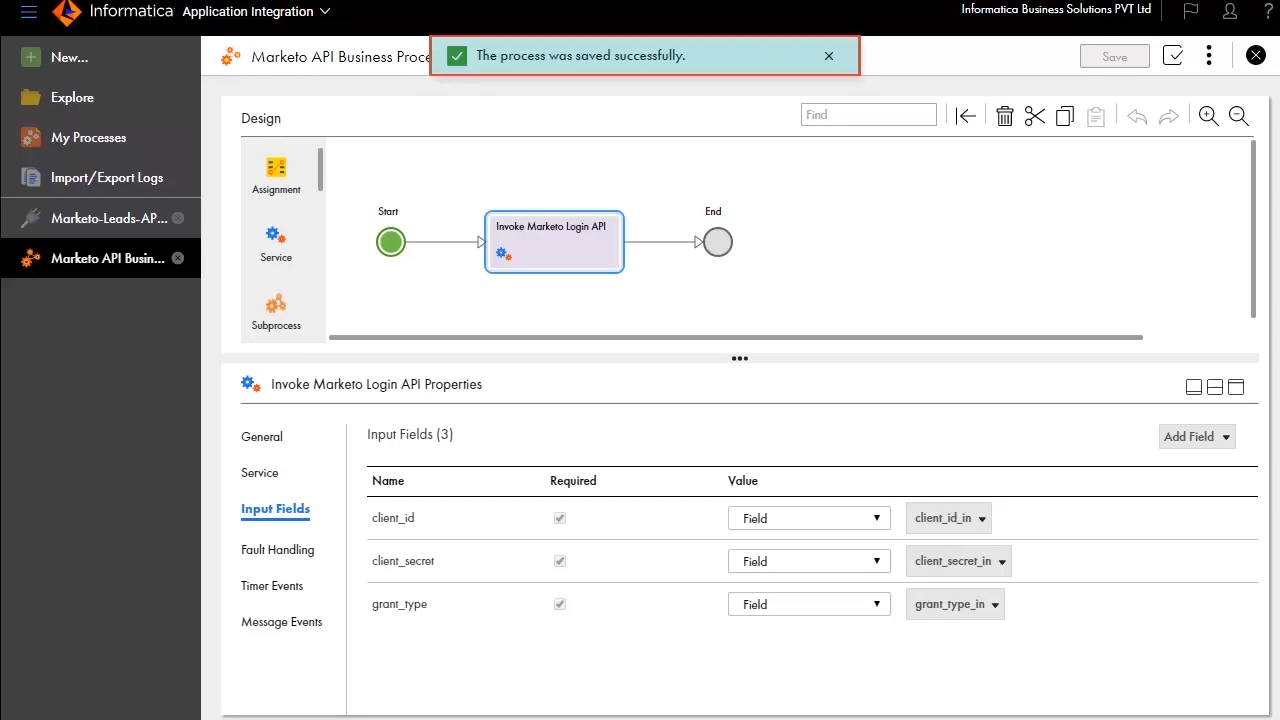 Informatica Application Integration
Informatica Business Solutions PVT Ltd
?
New...
Explore
My Processes
Import/Export Logs
Marketo-Leads-AP...
Marketo API Busin...
Marketo API Business Proce
The process was saved successfully.
Save
Design
Find
Assignment
Service
Subprocess
Start
Invoke Marketo Login API
End
Invoke Marketo Login API Properties
General
Service
Input Fields
Fault Handling
Timer Events
Message Events
Input Fields (3)
Add Field
Name Required Value
client_id Field client_id_in
client_secret Field client_secret_in
grant_type Field grant_type_in